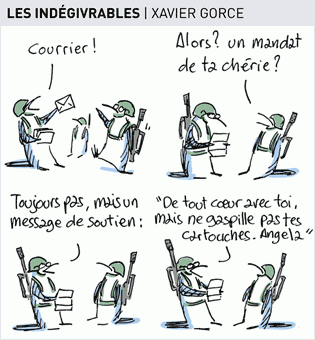 LES INDÉGIVRABLES | XAVIER GORCE
Courrier !
Alors ? un mandat
de ta chérie ?
Toujours pas, mais un
message de soutien :
"De tout cœur avec toi,
mais ne gaspille pas tes
cartouches. Angela"